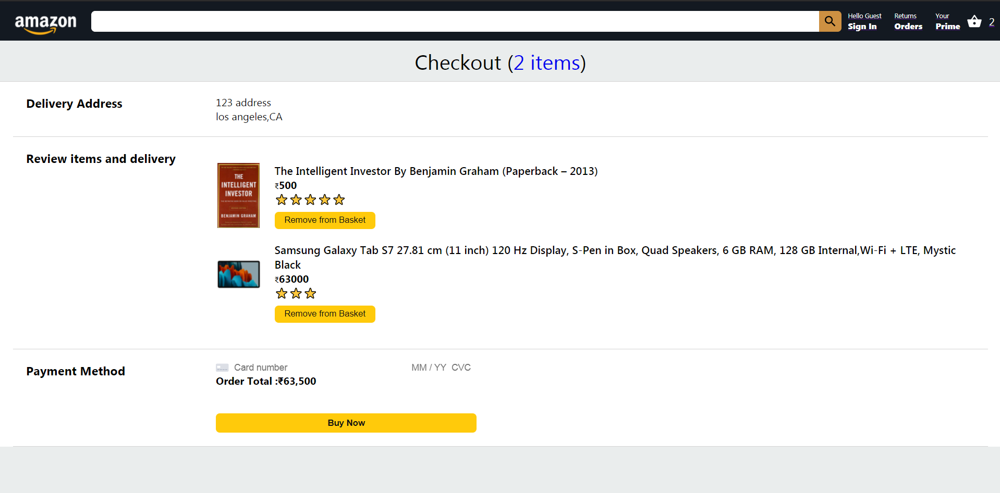 amazon
Hello Guest
Sign In
Returns
Orders
Your
Prime
2
Checkout (2 items)
Delivery Address
123 address
los angeles,CA
Review items and delivery
THE
INTELLIGENT
INVESTOR
BENJAMIN GRAHAM
The Intelligent Investor By Benjamin Graham (Paperback – 2013)
₹500
Remove from Basket
Samsung Galaxy Tab S7 27.81 cm (11 inch) 120 Hz Display, S-Pen in Box, Quad Speakers, 6 GB RAM, 128 GB Internal,Wi-Fi + LTE, Mystic
Black
₹63000
Remove from Basket
Payment Method
Card number MM / YY CVC
Order Total :₹63,500
Buy Now